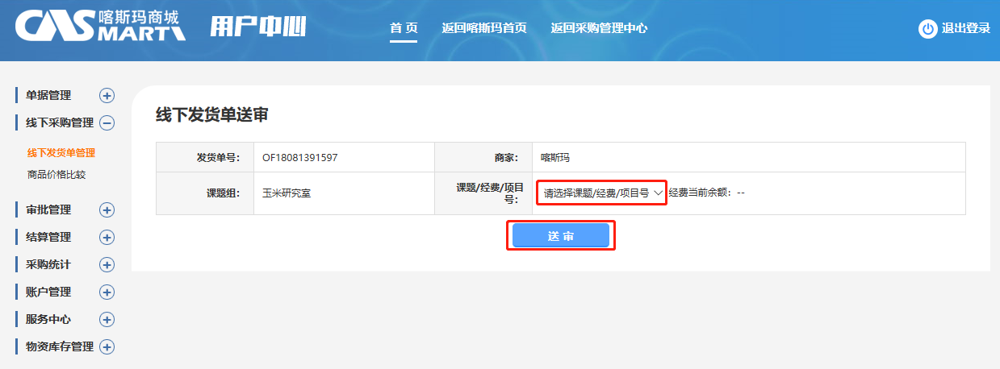 CASMART 喀斯玛商城 用户中心
首页 返回喀斯玛首页 返回采购管理中心 退出登录
单据管理
线下采购管理
线下发货单管理
商品价格比较
审批管理
结算管理
采购统计
账户管理
服务中心
物资库存管理
线下发货单送审
发货单号： OF18081391597 商家： 喀斯玛
课题组： 玉米研究室 课题/经费/项目号： 请选择课题/经费/项目号 经费当前余额：--
送 审